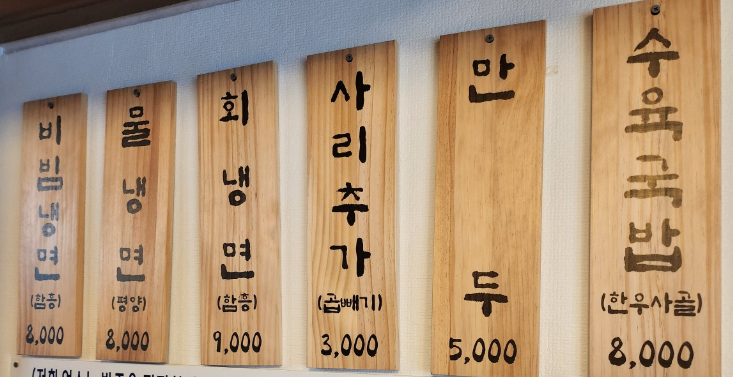 비빔냉면
(함흥)
8,000
물냉면
(평양)
8,000
회냉면
(함흥)
9,000
사리추가
(곱빼기)
3,000
만두
5,000
수육국밥
(한우사골)
8,000